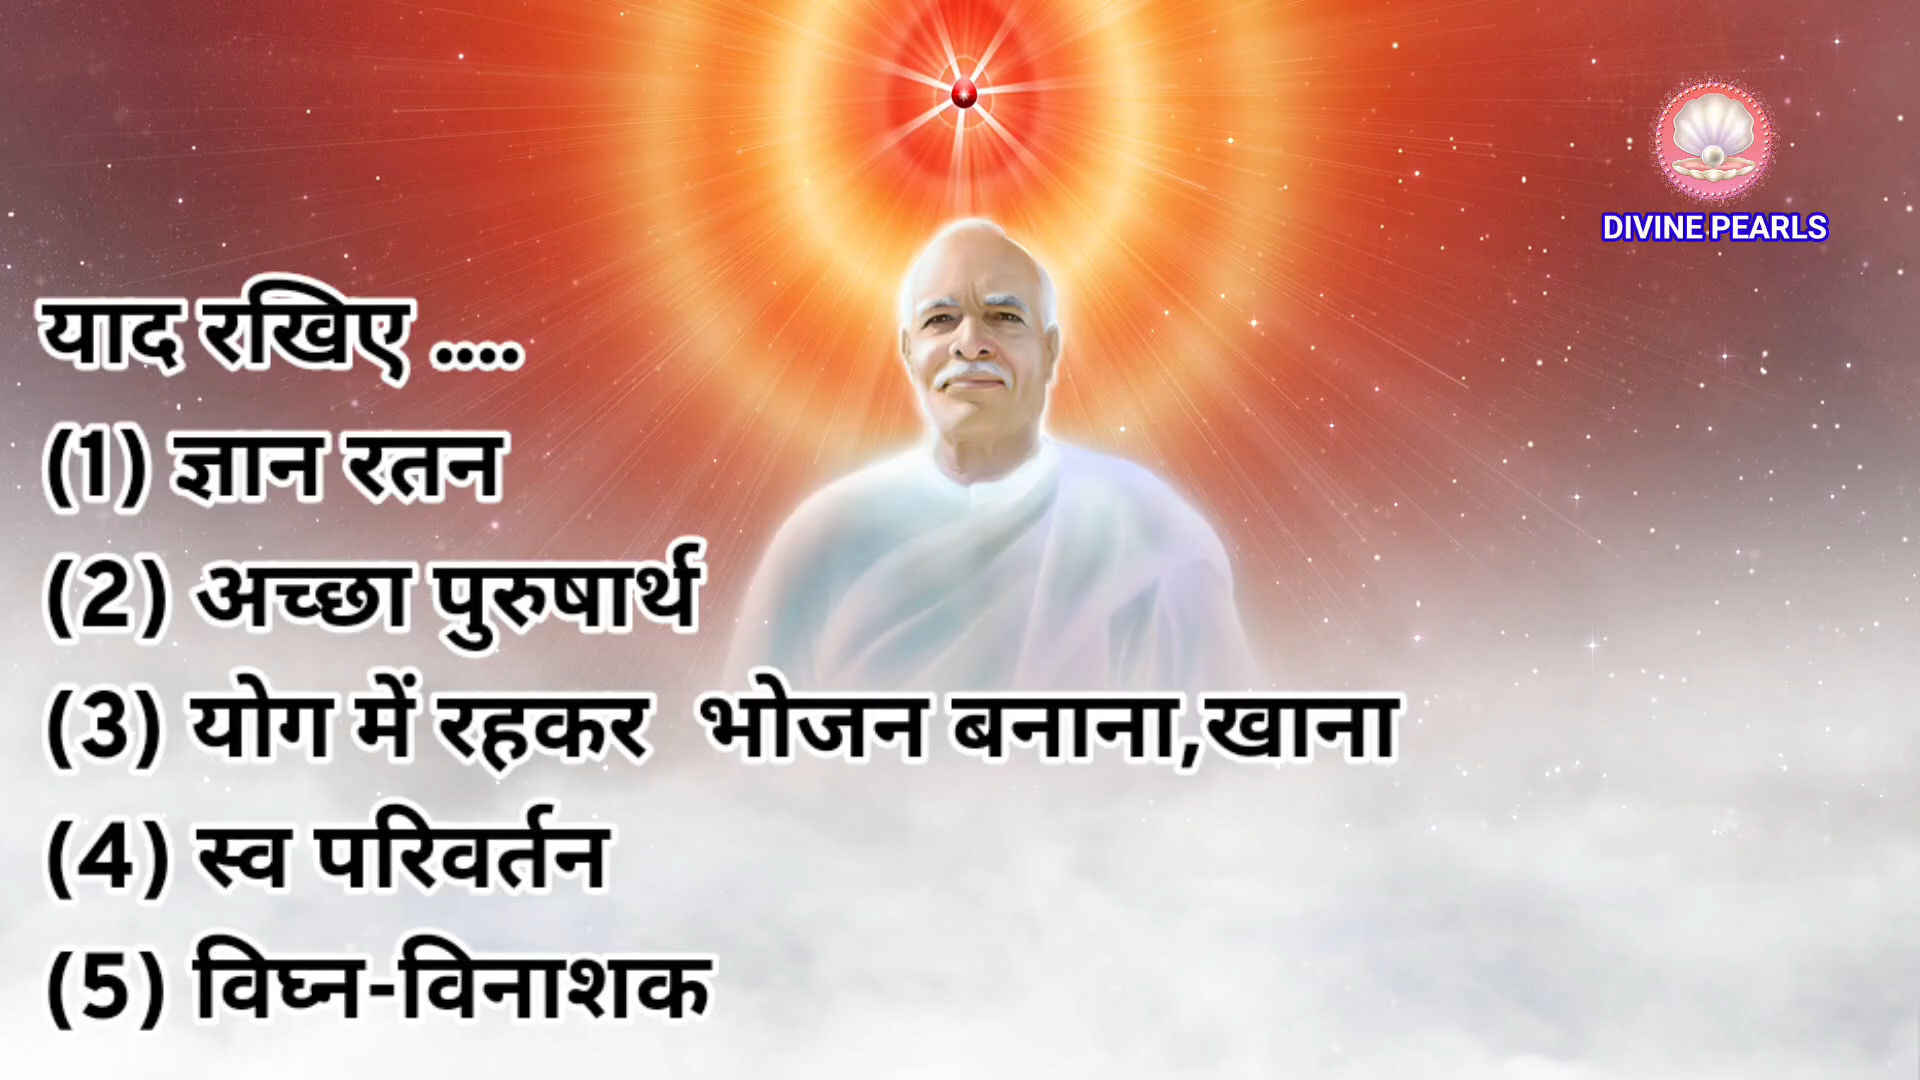 DIVINE PEARLS
याद रखिए ....
(1) ज्ञान रतन
(2) अच्छा पुरुषार्थ
(3) योग में रहकर  भोजन बनाना,खाना
(4) स्व परिवर्तन
(5) विघ्न-विनाशक